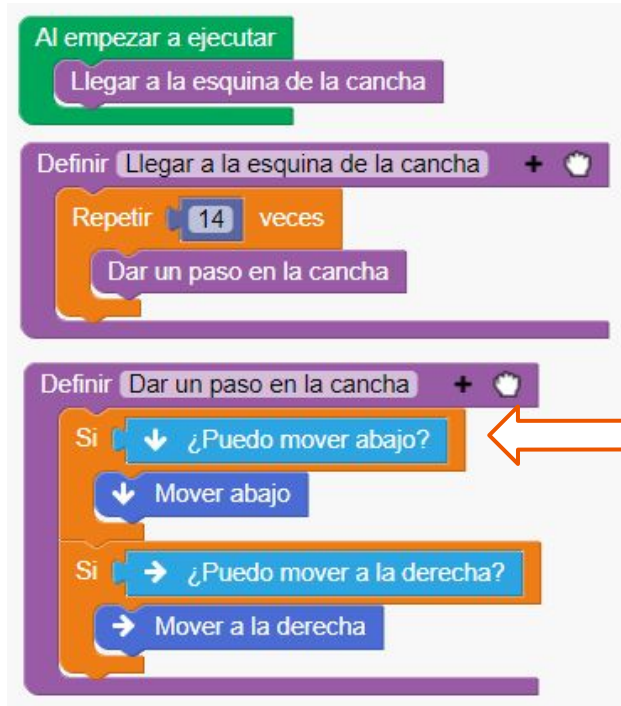 Al empezar a ejecutar
Llegar a la esquina de la cancha
Definir Llegar a la esquina de la cancha +
Repetir 14 veces
Dar un paso en la cancha
Definir Dar un paso en la cancha +
Si ¿Puedo mover abajo?
Mover abajo
Si ¿Puedo mover a la derecha?
Mover a la derecha